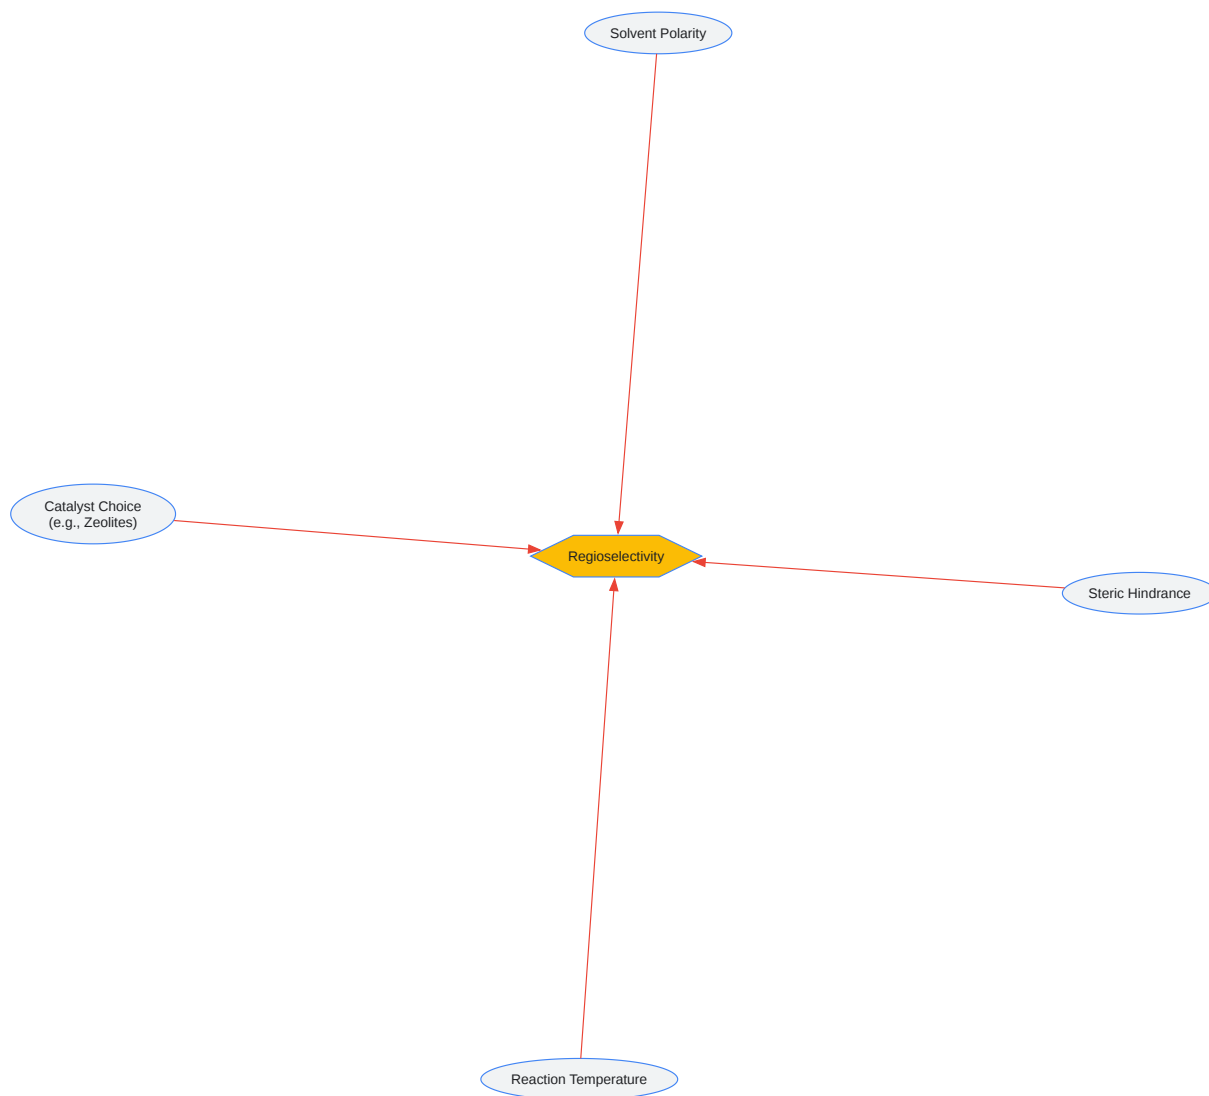 Solvent Polarity
Catalyst Choice
(e.g., Zeolites)
Regioselectivity
Steric Hindrance
Reaction Temperature